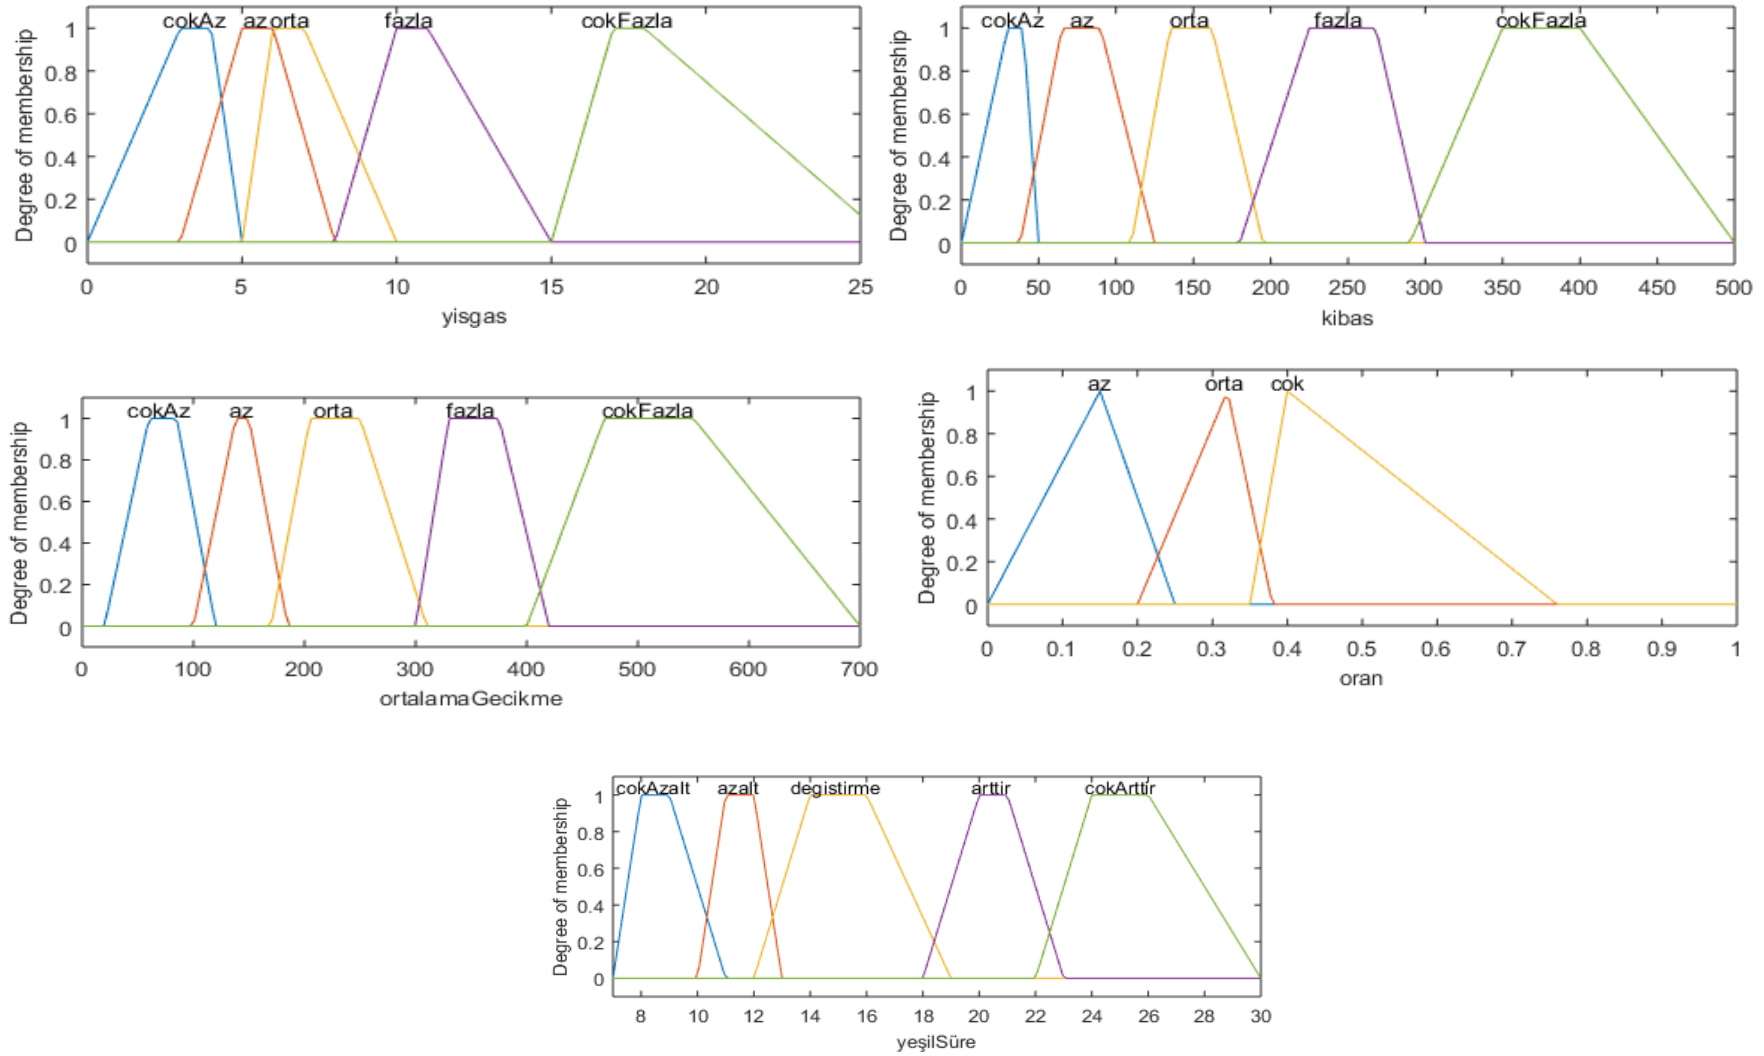 cokAz az orta fazla cokFazla
Degree of membership
1
0.8
0.6
0.4
0.2
0
0 5 10 15 20 25
yisgas
cokAz az orta fazla cokFazla
Degree of membership
1
0.8
0.6
0.4
0.2
0
0 50 100 150 200 250 300 350 400 450 500
kibas
cokAz az orta fazla cokFazla
Degree of membership
1
0.8
0.6
0.4
0.2
0
0 100 200 300 400 500 600 700
ortalamaGecikme
az orta cok
Degree of membership
1
0.8
0.6
0.4
0.2
0
0 0.1 0.2 0.3 0.4 0.5 0.6 0.7 0.8 0.9 1
oran
cokAzalt azalt degistirme arttir cokArttir
Degree of membership
1
0.8
0.6
0.4
0.2
0
8 10 12 14 16 18 20 22 24 26 28 30
yeşilSüre